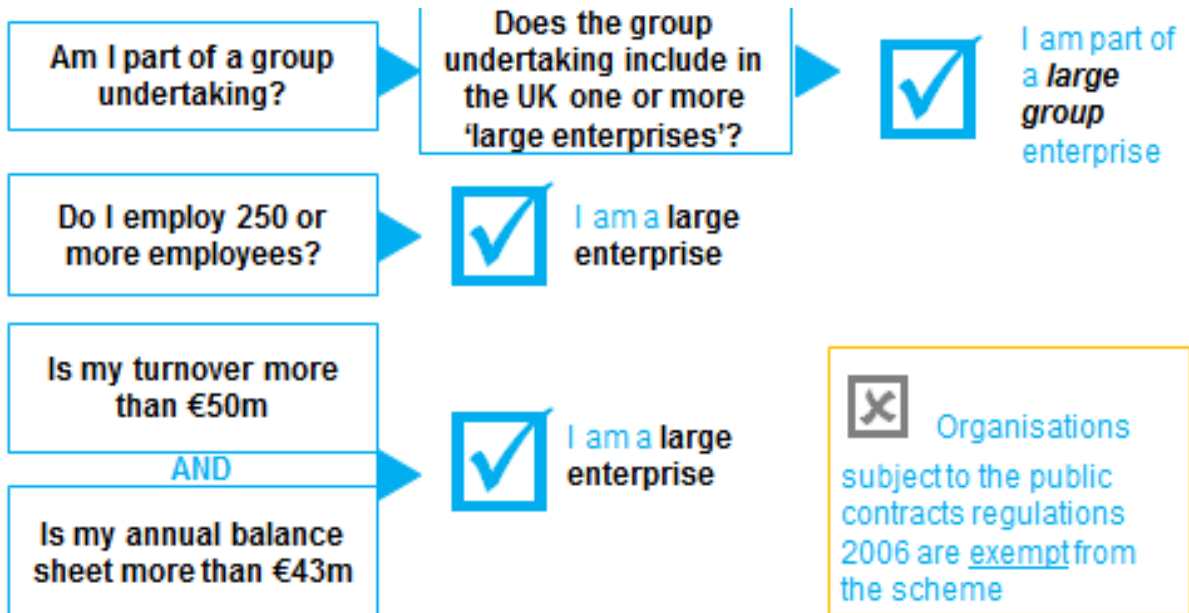 Am I part of a group
undertaking?
Does the group
undertaking include in
the UK one or more
‘large enterprises’?
I am part of
a large
group
enterprise
Do I employ 250 or
more employees?
I am a large
enterprise
Is my turnover more
than €50m
AND
Is my annual balance
sheet more than €43m
I am a large
enterprise
Organisations
subject to the public
contracts regulations
2006 are exempt from
the scheme